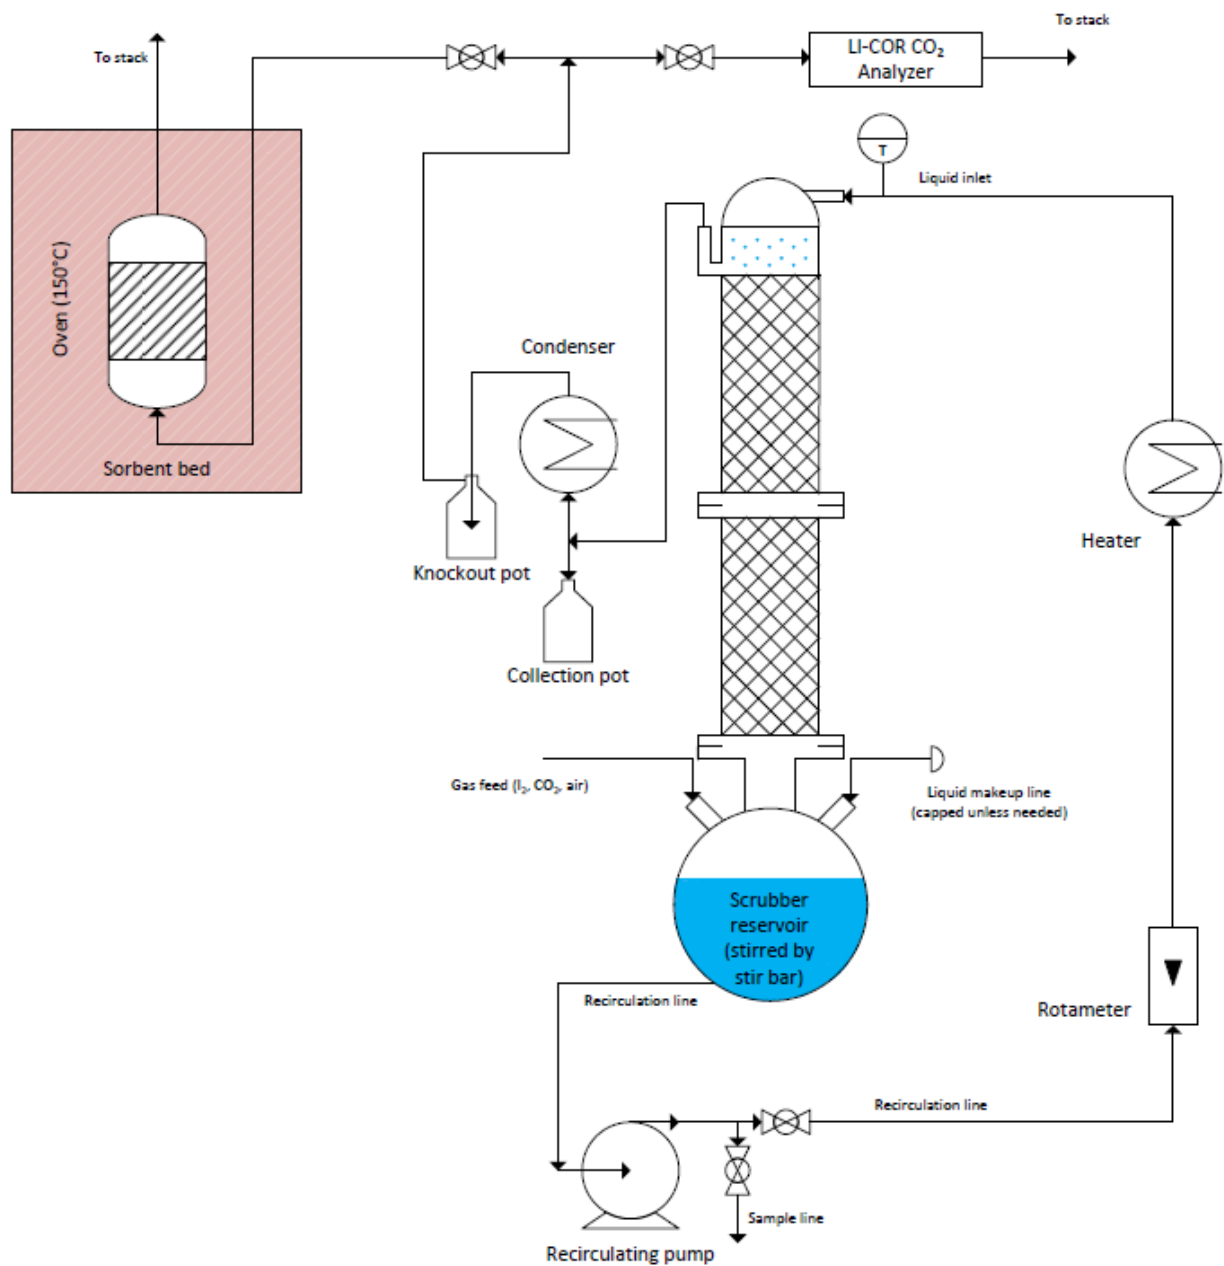 To stack
To stack
LI-COR CO₂
Analyzer
T
Liquid inlet
Oven (150°C)
Condenser
Sorbent bed
Heater
Knockout pot
Collection pot
Gas feed (I₂, CO₂, air)
Liquid makeup line
(capped unless needed)
Scrubber
reservoir
(stirred by
stir bar)
Recirculation line
Rotameter
Recirculation line
Sample line
Recirculating pump